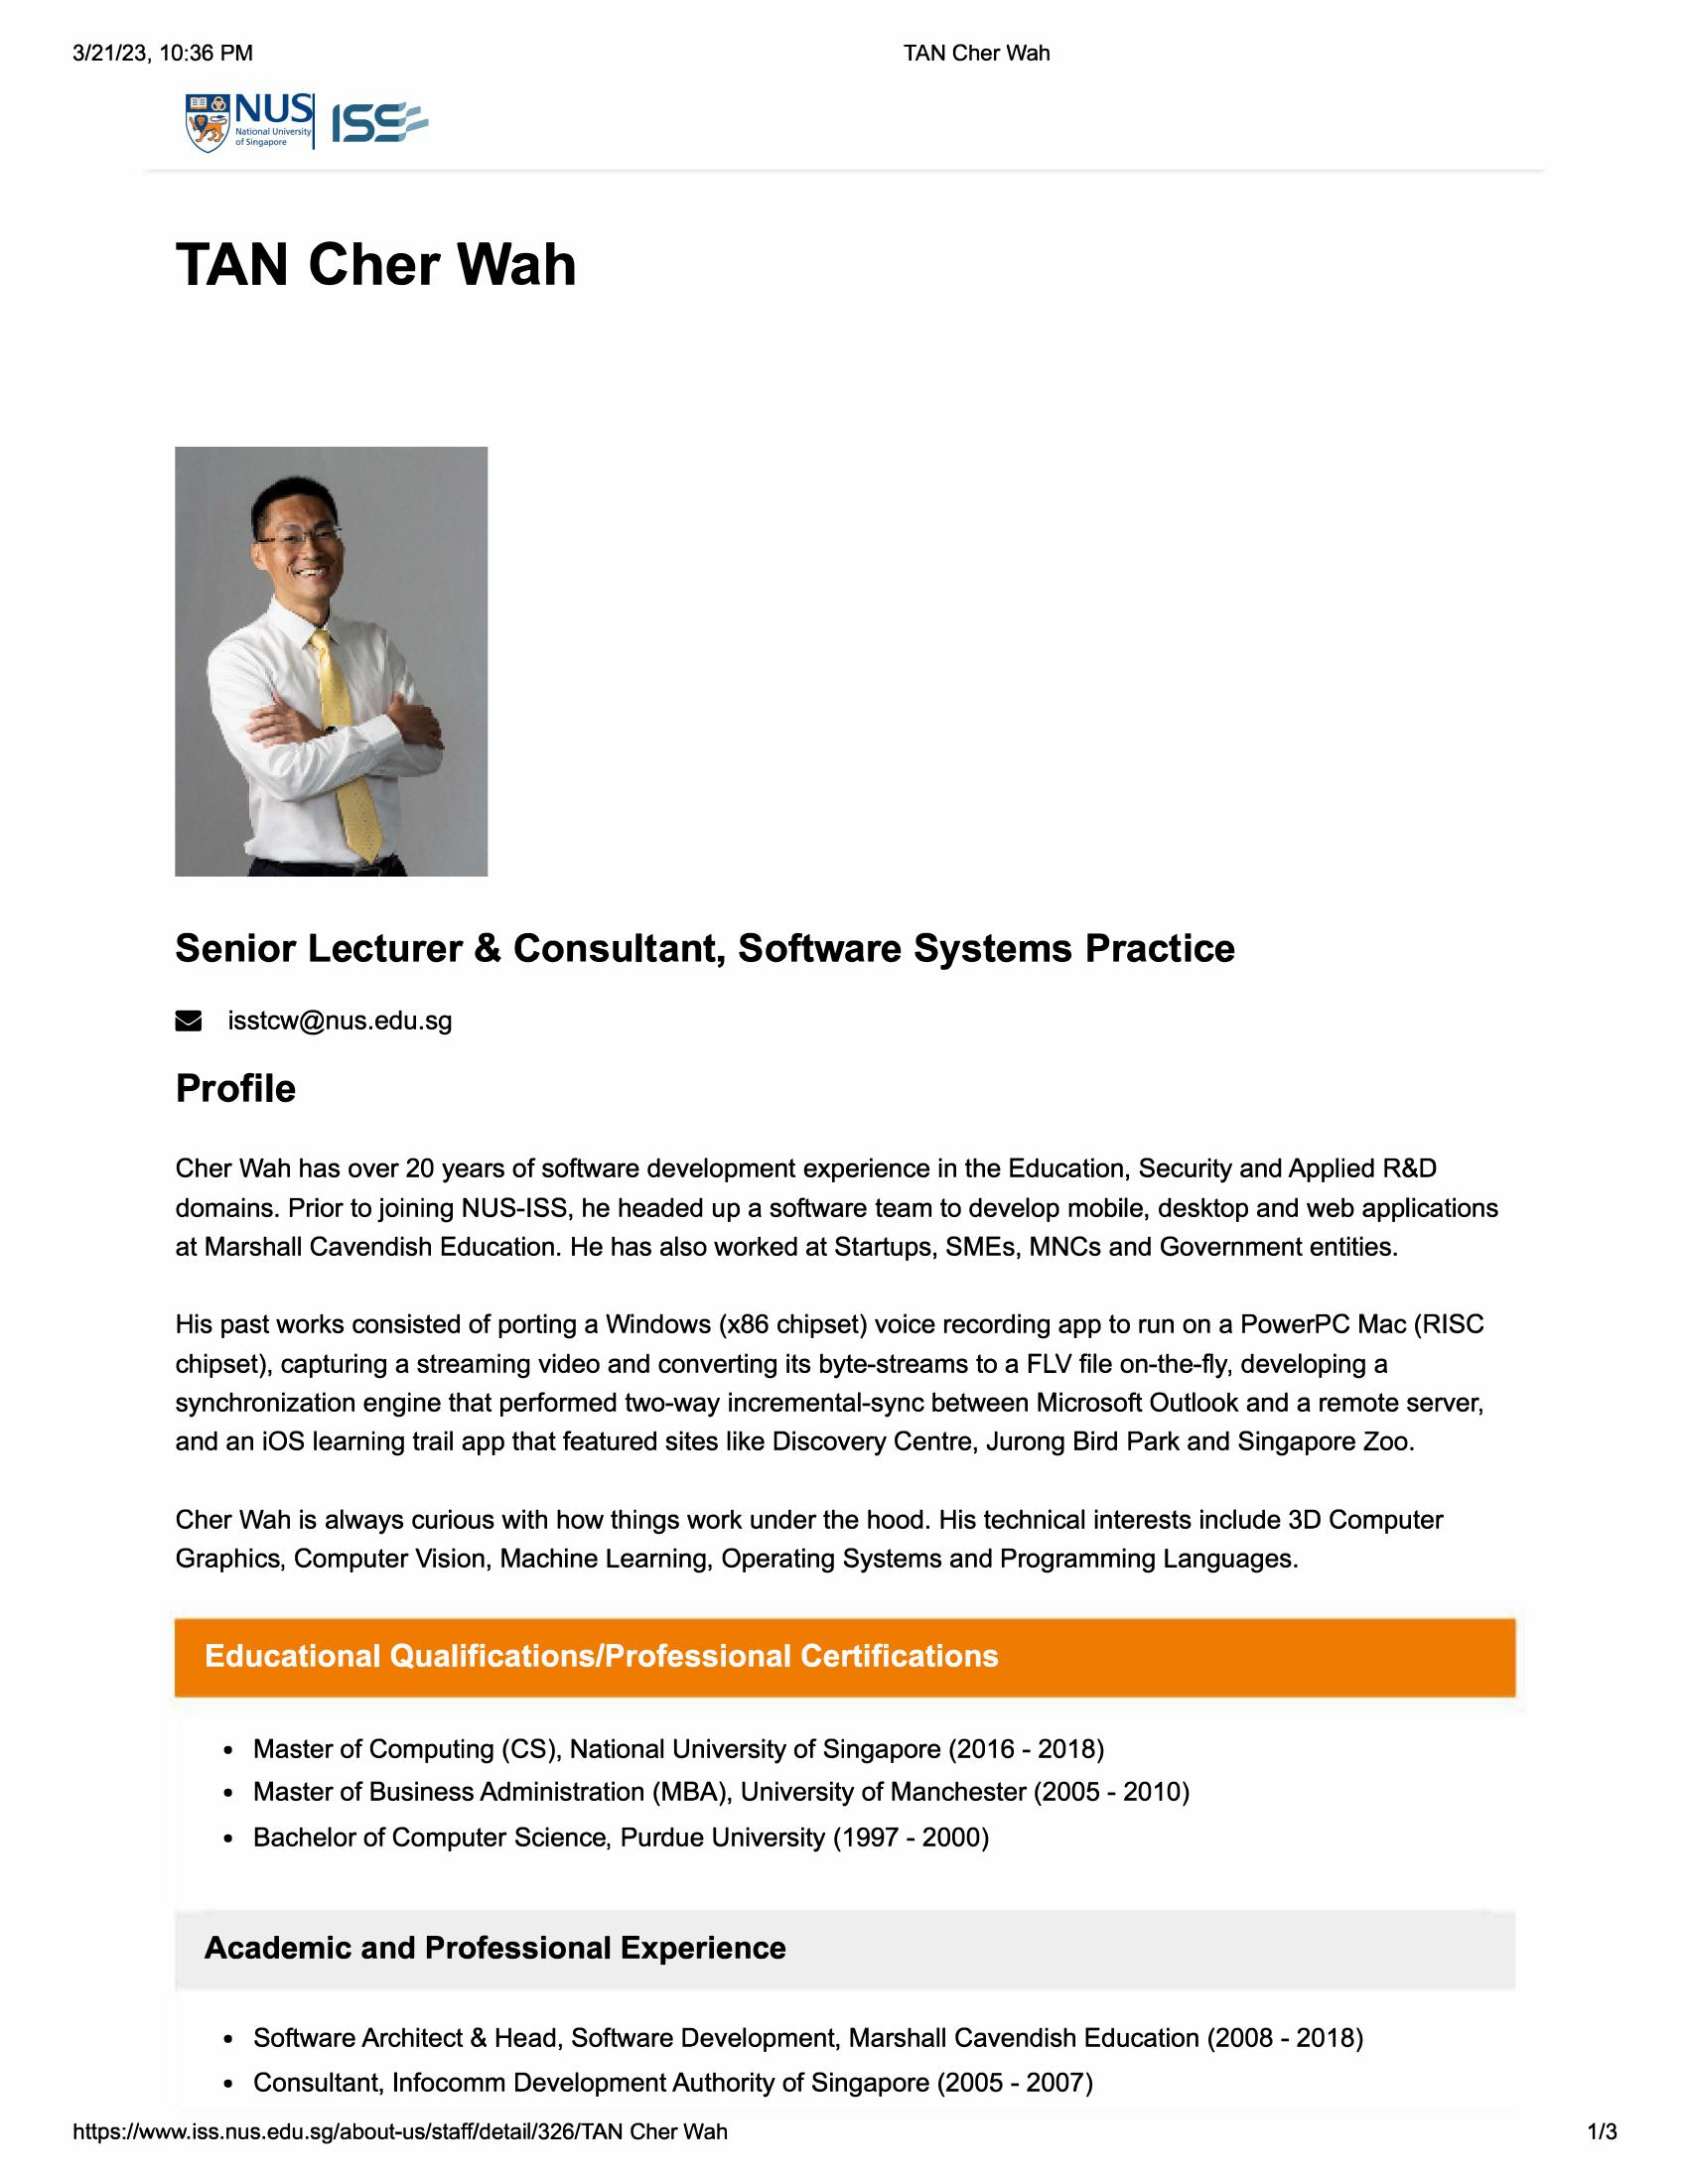 3/21/23, 10:36 PM
TAN Cher Wah
NUS
National University
of Singapore
ISS
TAN Cher Wah
Senior Lecturer & Consultant, Software Systems Practice
isstcw@nus.edu.sg
Profile
Cher Wah has over 20 years of software development experience in the Education, Security and Applied R&D
domains. Prior to joining NUS-ISS, he headed up a software team to develop mobile, desktop and web applications
at Marshall Cavendish Education. He has also worked at Startups, SMEs, MNCs and Government entities.
His past works consisted of porting a Windows (x86 chipset) voice recording app to run on a PowerPC Mac (RISC
chipset), capturing a streaming video and converting its byte-streams to a FLV file on-the-fly, developing a
synchronization engine that performed two-way incremental-sync between Microsoft Outlook and a remote server,
and an iOS learning trail app that featured sites like Discovery Centre, Jurong Bird Park and Singapore Zoo.
Cher Wah is always curious with how things work under the hood. His technical interests include 3D Computer
Graphics, Computer Vision, Machine Learning, Operating Systems and Programming Languages.
Educational Qualifications/Professional Certifications
• Master of Computing (CS), National University of Singapore (2016 - 2018)
• Master of Business Administration (MBA), University of Manchester (2005 - 2010)
• Bachelor of Computer Science, Purdue University (1997 - 2000)
Academic and Professional Experience
• Software Architect & Head, Software Development, Marshall Cavendish Education (2008 - 2018)
• Consultant, Infocomm Development Authority of Singapore (2005 - 2007)
https://www.iss.nus.edu.sg/about-us/staff/detail/326/TAN Cher Wah
1/3